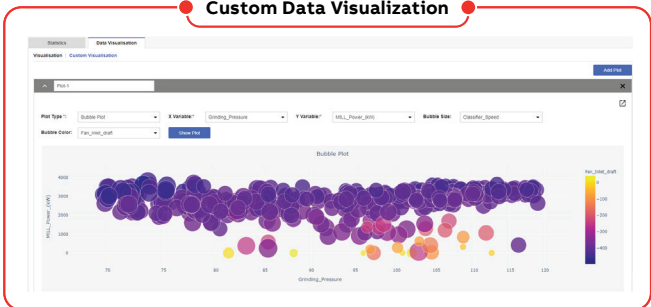 Custom Data Visualization
Statistics Data Visualisation
Visualisation Custom Visualisation
Add Plot
Plot-1
Plot Type*: Bubble Plot X Variable*: Grinding_Pressure Y Variable*: MILL_Power_(kW) Bubble Size: Classifier_Speed
Bubble Color: Fan_Inlet_draft Show Plot
Bubble Plot
Fan_Inlet_draft
4000
3000
2000
1000
0
MILL_Power_(kW)
0
−100
−200
−300
−400
70 75 80 85 90 95 100 105 110 115 120
Grinding_Pressure